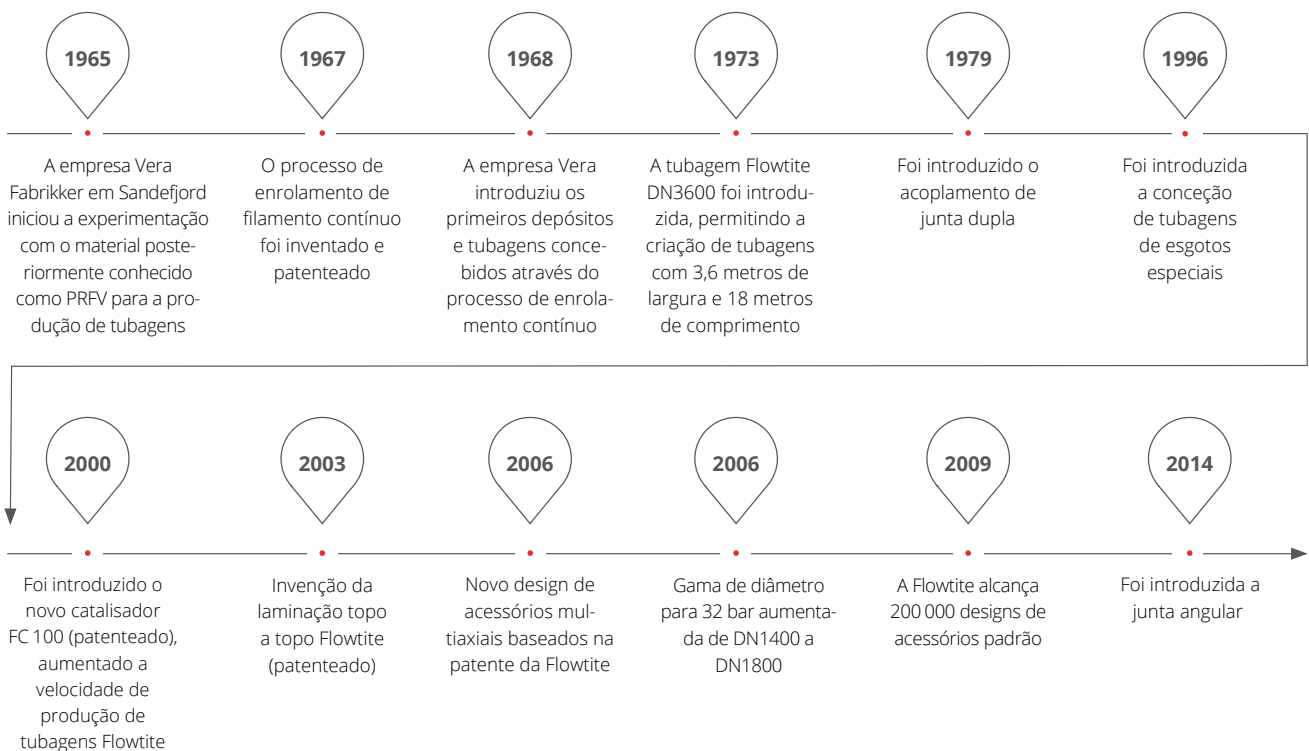 1965
A empresa Vera
Fabrikker em Sandefjord
iniciou a experimentação
com o material poste-
riormente conhecido
como PRFV para a pro-
dução de tubagens
1967
O processo de
enrolamento de
filamento contínuo
foi inventado e
patenteado
1968
A empresa Vera
introduziu os
primeiros depósitos
e tubagens conce-
bidos através do
processo de enrola-
mento contínuo
1973
A tubagem Flowtite
DN3600 foi introdu-
zida, permitindo a
criação de tubagens
com 3,6 metros de
largura e 18 metros
de comprimento
1979
Foi introduzido o
acoplamento de
junta dupla
1996
Foi introduzida
a conceção
de tubagens
de esgotos
especiais
2000
Foi introduzido o
novo catalisador
FC 100 (patenteado),
aumentado a
velocidade de
produção de
tubagens Flowtite
2003
Invenção da
laminação topo
a topo Flowtite
(patenteado)
2006
Novo design de
acessórios mul-
tiaxiais baseados na
patente da Flowtite
2006
Gama de diâmetro
para 32 bar aumenta-
da de DN1400 a
DN1800
2009
A Flowtite alcança
200 000 designs de
acessórios padrão
2014
Foi introduzida a
junta angular